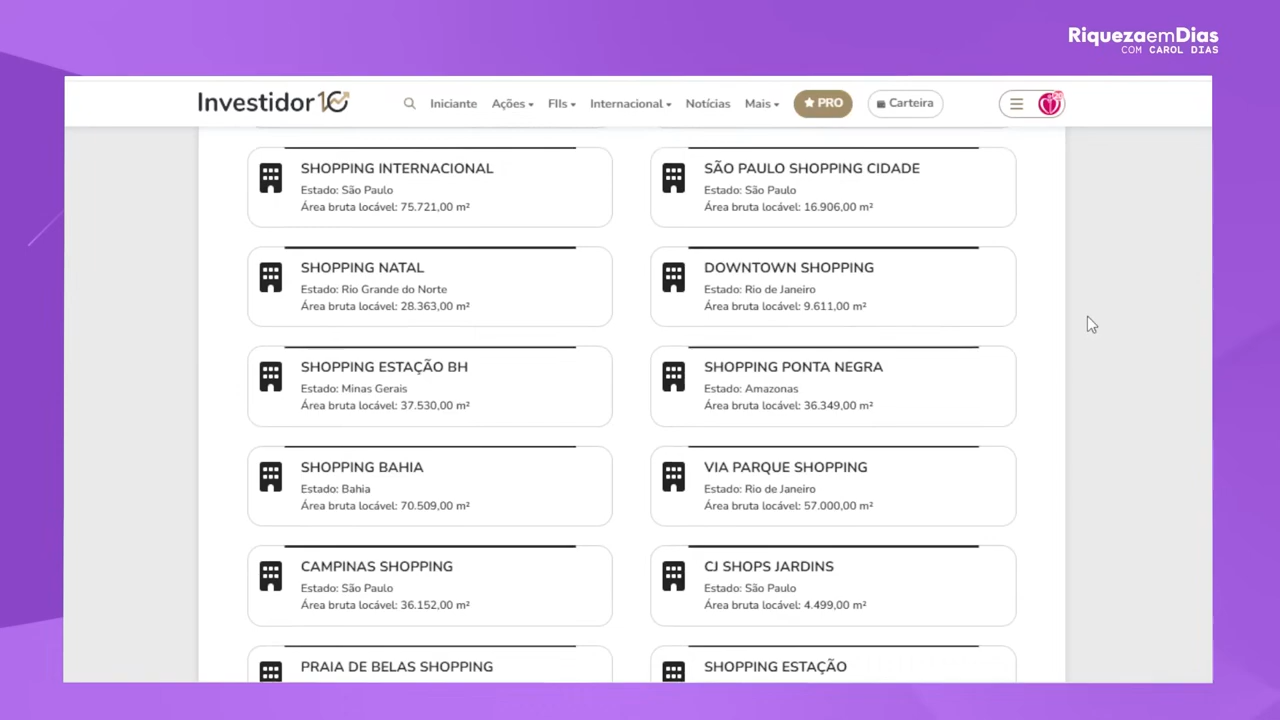 RiquezaemDias
COM CAROL DIAS
Investidor10
Iniciante
Ações
FIIs
Internacional
Notícias
Mais
PRO
Carteira
SHOPPING INTERNACIONAL
Estado: São Paulo
Área bruta locável: 75.721,00 m²
SÃO PAULO SHOPPING CIDADE
Estado: São Paulo
Área bruta locável: 16.906,00 m²
SHOPPING NATAL
Estado: Rio Grande do Norte
Área bruta locável: 28.363,00 m²
DOWNTOWN SHOPPING
Estado: Rio de Janeiro
Área bruta locável: 9.611,00 m²
SHOPPING ESTAÇÃO BH
Estado: Minas Gerais
Área bruta locável: 37.530,00 m²
SHOPPING PONTA NEGRA
Estado: Amazonas
Área bruta locável: 36.349,00 m²
SHOPPING BAHIA
Estado: Bahia
Área bruta locável: 70.509,00 m²
VIA PARQUE SHOPPING
Estado: Rio de Janeiro
Área bruta locável: 57.000,00 m²
CAMPINAS SHOPPING
Estado: São Paulo
Área bruta locável: 36.152,00 m²
CJ SHOPS JARDINS
Estado: São Paulo
Área bruta locável: 4.499,00 m²
PRAIA DE BELAS SHOPPING
SHOPPING ESTAÇÃO